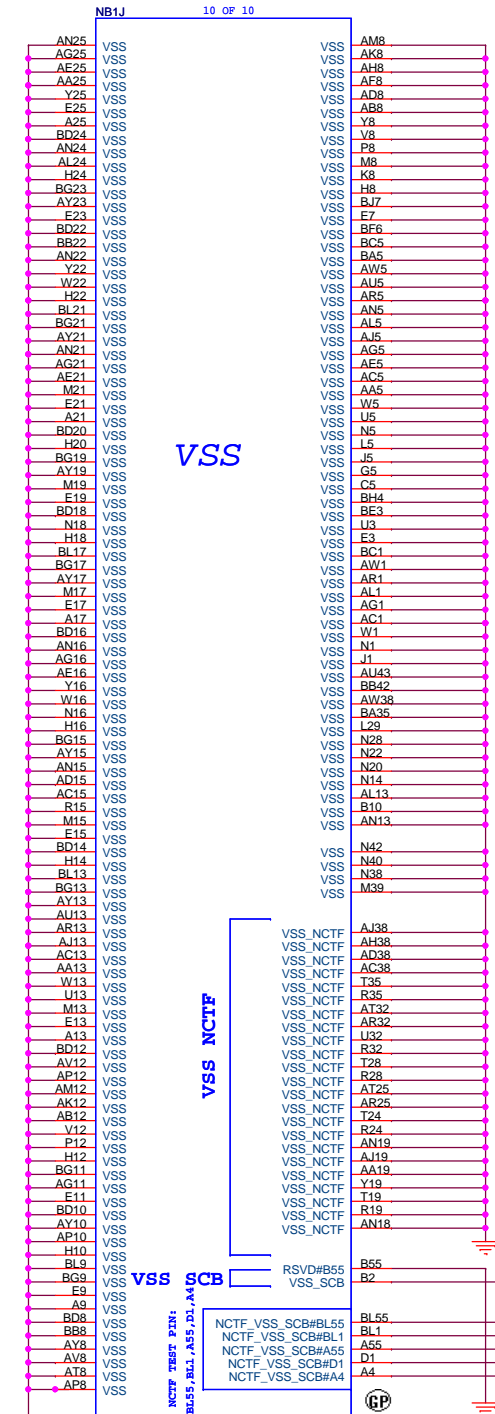 NB1J 10 OF 10
AN25 VSS VSS AM8
AG25 VSS VSS AK8
AE25 VSS VSS AH8
AA25 VSS VSS AF8
Y25 VSS VSS AD8
E25 VSS VSS AB8
A25 VSS VSS Y8
BD24 VSS VSS V8
AN24 VSS VSS P8
AL24 VSS VSS M8
H24 VSS VSS K8
BG23 VSS VSS H8
AY23 VSS VSS BJ7
E23 VSS VSS E7
BD22 VSS VSS BF6
BB22 VSS VSS BC5
AN22 VSS VSS BA5
Y22 VSS VSS AW5
W22 VSS VSS AU5
H22 VSS VSS AR5
BL21 VSS VSS AN5
BG21 VSS VSS AL5
AY21 VSS VSS AJ5
AN21 VSS VSS AG5
AG21 VSS VSS AE5
AE21 VSS VSS AC5
M21 VSS VSS AA5
E21 VSS VSS W5
A21 VSS VSS U5
BD20 VSS VSS N5
H20 VSS VSS L5
VSS
BG19 VSS VSS J5
AY19 VSS VSS G5
M19 VSS VSS C5
E19 VSS VSS BH4
BD18 VSS VSS BE3
N18 VSS VSS U3
H18 VSS VSS E3
BL17 VSS VSS BC1
BG17 VSS VSS AW1
AY17 VSS VSS AR1
M17 VSS VSS AL1
E17 VSS VSS AG1
A17 VSS VSS AC1
BD16 VSS VSS W1
AN16 VSS VSS N1
AG16 VSS VSS J1
AE16 VSS VSS AU43
Y16 VSS VSS BB42
W16 VSS VSS AW38
N16 VSS VSS BA35
H16 VSS VSS L29
BG15 VSS VSS N28
AY15 VSS VSS N22
AN15 VSS VSS N20
AD15 VSS VSS N14
AC15 VSS VSS AL13
R15 VSS VSS B10
M15 VSS VSS AN13
E15 VSS
BD14 VSS VSS N42
H14 VSS VSS N40
BL13 VSS VSS N38
BG13 VSS VSS M39
AY13 VSS
AU13 VSS
AR13 VSS VSS_NCTF AJ38
AJ13 VSS VSS_NCTF AH38
AC13 VSS VSS_NCTF AD38
AA13 VSS VSS_NCTF AC38
W13 VSS VSS_NCTF T35
U13 VSS VSS_NCTF R35
M13 VSS VSS_NCTF AT32
E13 VSS VSS_NCTF AR32
A13 VSS VSS_NCTF U32
VSS NCTF
BD12 VSS VSS_NCTF R32
AV12 VSS VSS_NCTF T28
AP12 VSS VSS_NCTF R28
AM12 VSS VSS_NCTF AT25
AK12 VSS VSS_NCTF AR25
AB12 VSS VSS_NCTF T24
V12 VSS VSS_NCTF R24
P12 VSS VSS_NCTF AN19
H12 VSS VSS_NCTF AJ19
BG11 VSS VSS_NCTF AA19
AG11 VSS VSS_NCTF Y19
E11 VSS VSS_NCTF T19
BD10 VSS VSS_NCTF R19
AY10 VSS VSS_NCTF AN18
AP10 VSS
H10 VSS
BL9 VSS RSVD#B55 B55
BG9 VSS VSS SCB VSS_SCB B2
E9 VSS
A9 VSS
NCTF TEST PIN:
BL55,BL1,A55,D1,A4
BD8 VSS NCTF_VSS_SCB#BL55 BL55
BB8 VSS NCTF_VSS_SCB#BL1 BL1
AY8 VSS NCTF_VSS_SCB#A55 A55
AV8 VSS NCTF_VSS_SCB#D1 D1
AT8 VSS NCTF_VSS_SCB#A4 A4
AP8 VSS
GP